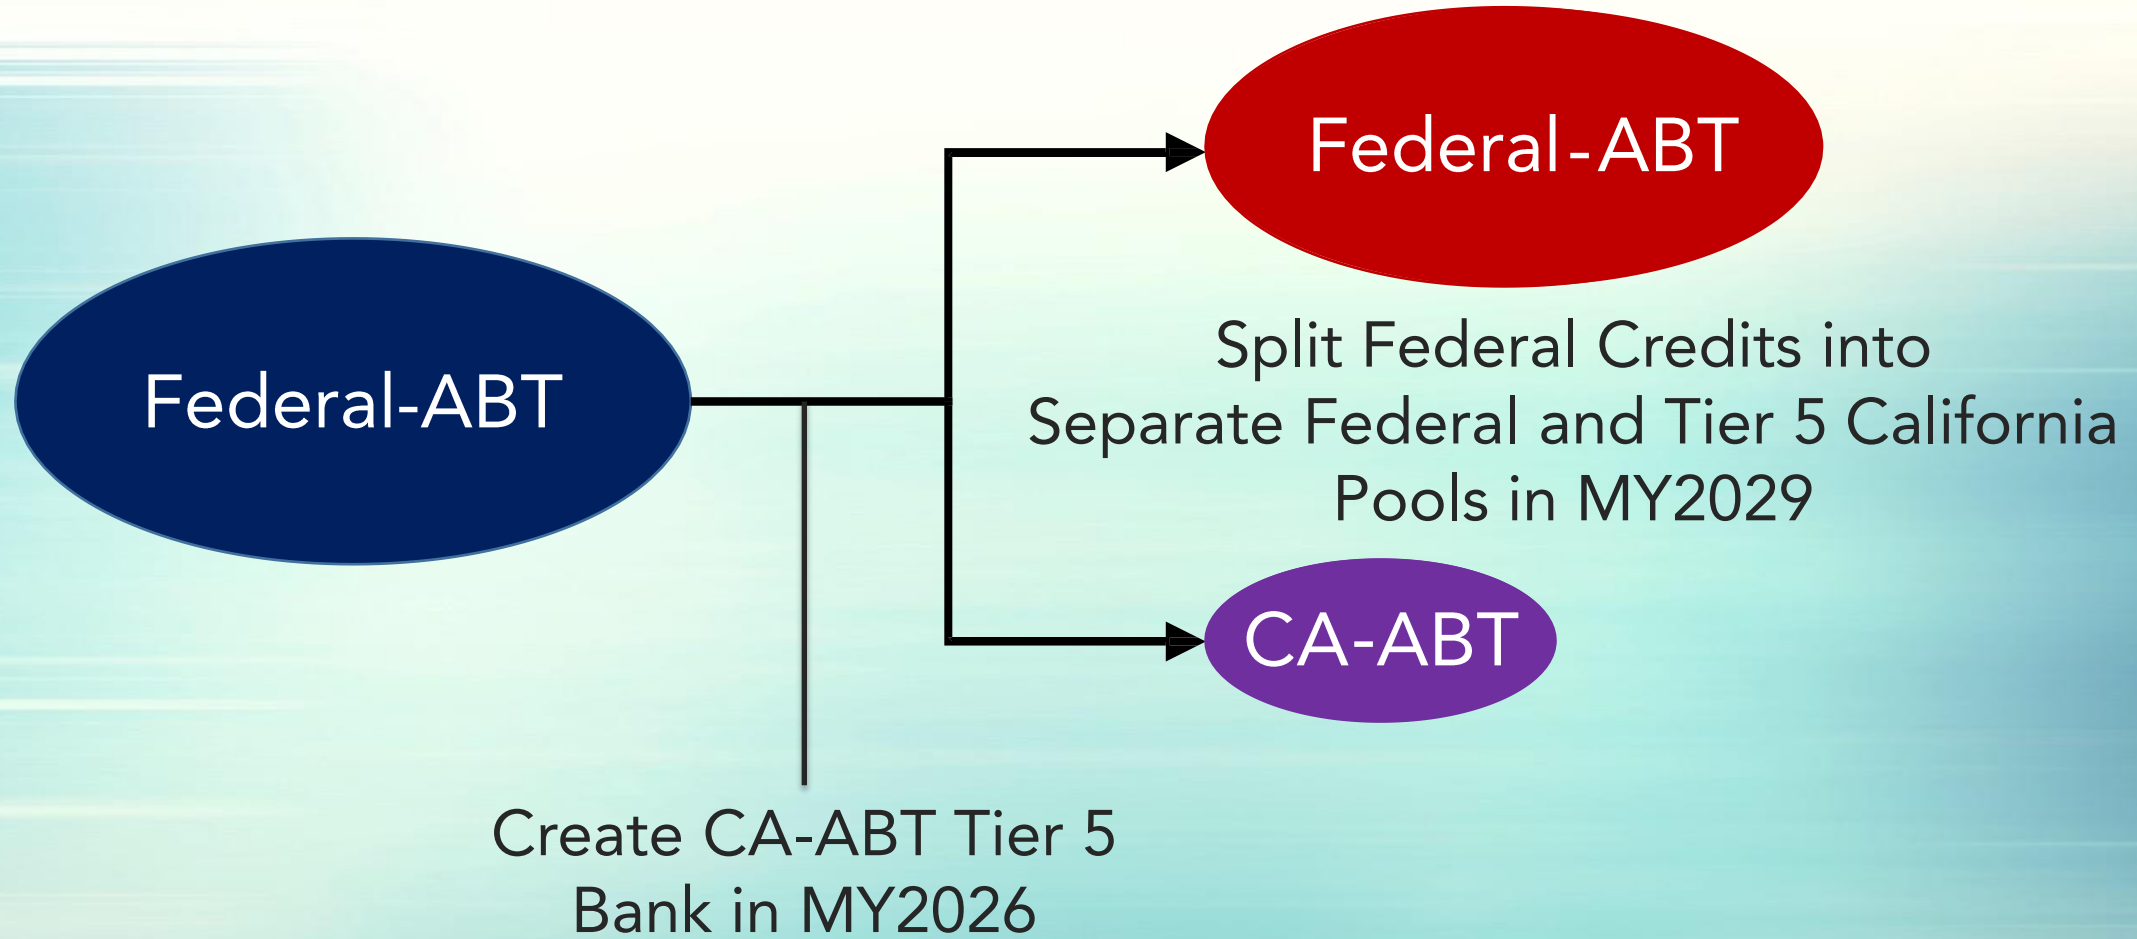 Federal-ABT
Federal-ABT
Split Federal Credits into
Separate Federal and Tier 5 California
Pools in MY2029
CA-ABT
Create CA-ABT Tier 5
Bank in MY2026